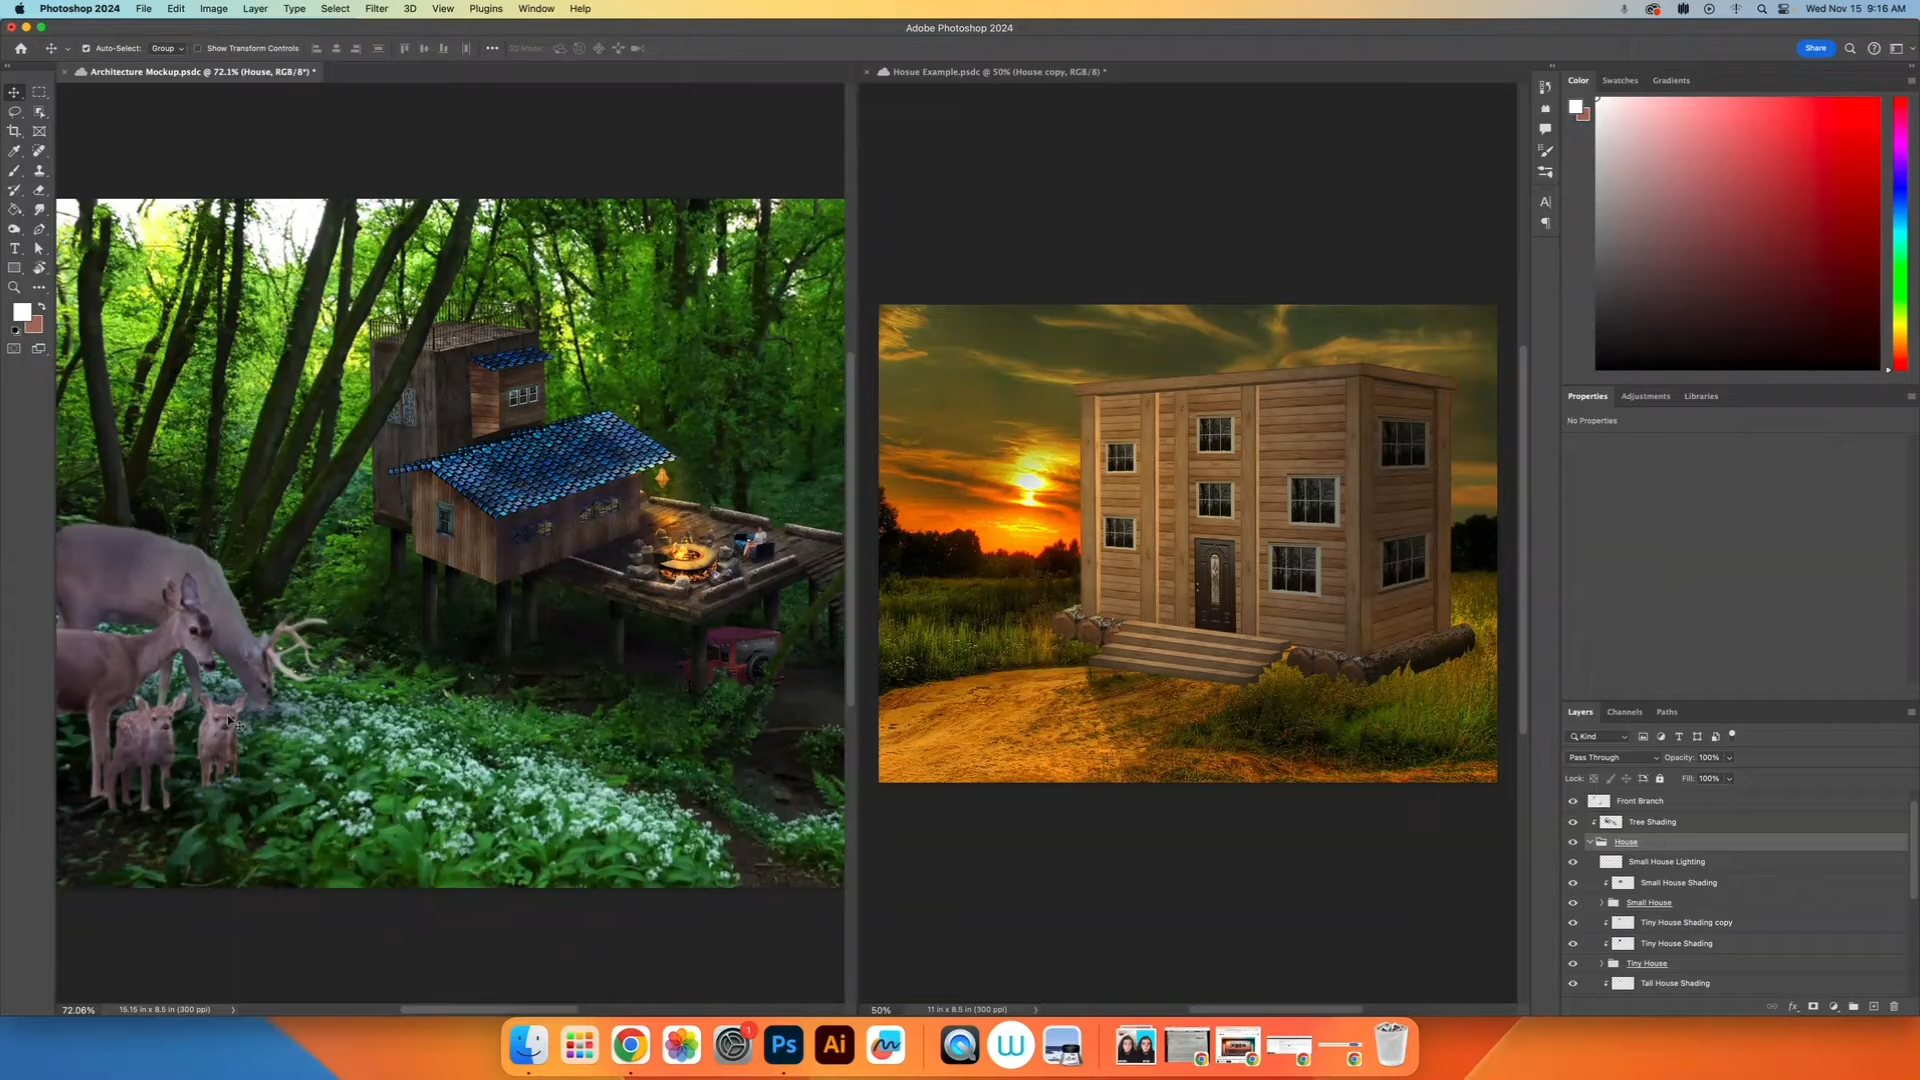 Photoshop 2024 File Edit Image Layer Type Select Filter 3D View Plugins Window Help Wed Nov 15 9:16 AM
Adobe Photoshop 2024
Auto-Select: Group Show Transform Controls 3D Mode: Share
Architecture Mockup.psdc @ 72.1% (House, RGB/8*) * Hosue Example.psdc @ 50% (House copy, RGB/8) *
Color Swatches Gradients
Properties Adjustments Libraries
No Properties
Layers Channels Paths
Kind
Pass Through Opacity: 100%
Lock: Fill: 100%
Front Branch
Tree Shading
House
Small House Lighting
Small House Shading
Small House
Tiny House Shading copy
Tiny House Shading
Tiny House
Tall House Shading
72.06% 15.15 in x 8.5 in (300 ppi) 50% 11 in x 8.5 in (300 ppi)
1
Ps Ai W